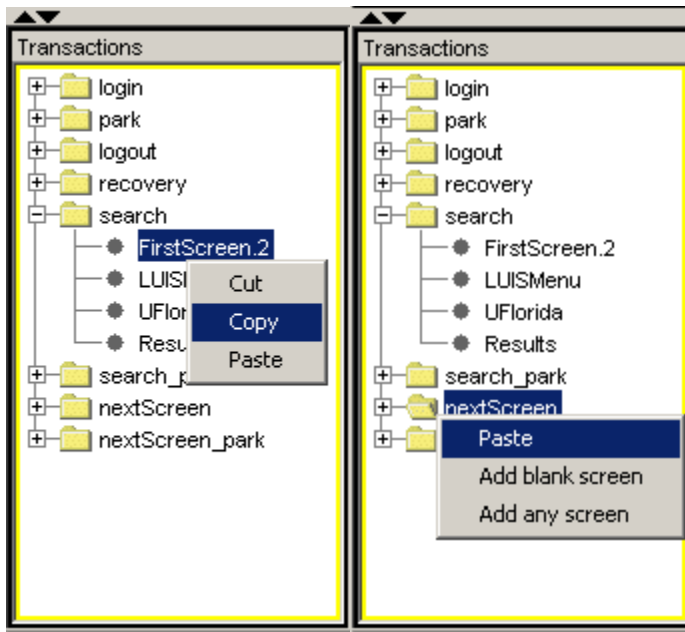 Transactions
login
park
logout
recovery
search
FirstScreen.2
Cut
Copy
Paste
nextScreen
nextScreen_park
Transactions
login
park
logout
recovery
search
FirstScreen.2
LUISMenu
UFlorida
Results
search_park
nextScreen
Paste
Add blank screen
Add any screen